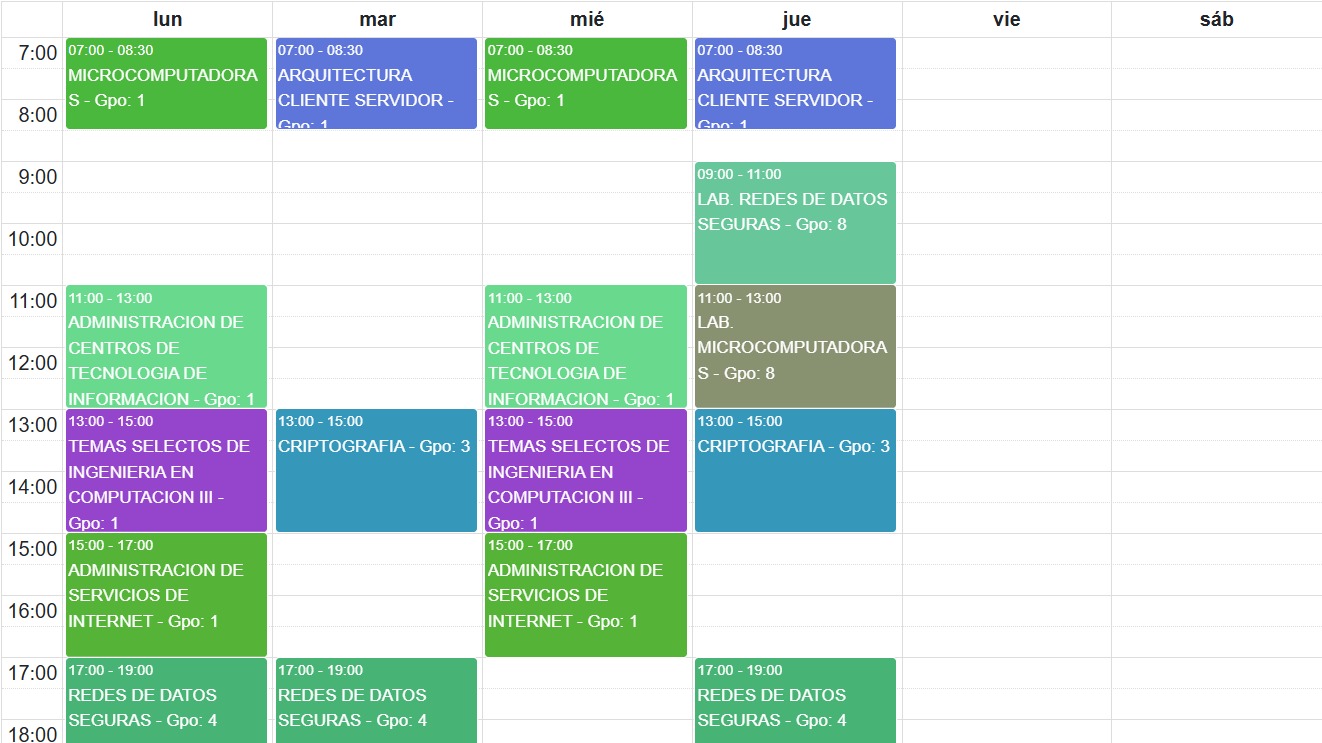 lun mar mié jue vie sáb
7:00
8:00
9:00
10:00
11:00
12:00
13:00
14:00
15:00
16:00
17:00
18:00
07:00 - 08:30
MICROCOMPUTADORA
S - Gpo: 1
11:00 - 13:00
ADMINISTRACION DE
CENTROS DE
TECNOLOGIA DE
INFORMACION - Gpo: 1
13:00 - 15:00
TEMAS SELECTOS DE
INGENIERIA EN
COMPUTACION III -
Gpo: 1
15:00 - 17:00
ADMINISTRACION DE
SERVICIOS DE
INTERNET - Gpo: 1
17:00 - 19:00
REDES DE DATOS
SEGURAS - Gpo: 4
07:00 - 08:30
ARQUITECTURA
CLIENTE SERVIDOR -
Gpo: 1
13:00 - 15:00
CRIPTOGRAFIA - Gpo: 3
17:00 - 19:00
REDES DE DATOS
SEGURAS - Gpo: 4
07:00 - 08:30
MICROCOMPUTADORA
S - Gpo: 1
11:00 - 13:00
ADMINISTRACION DE
CENTROS DE
TECNOLOGIA DE
INFORMACION - Gpo: 1
13:00 - 15:00
TEMAS SELECTOS DE
INGENIERIA EN
COMPUTACION III -
Gpo: 1
15:00 - 17:00
ADMINISTRACION DE
SERVICIOS DE
INTERNET - Gpo: 1
07:00 - 08:30
ARQUITECTURA
CLIENTE SERVIDOR -
Gpo: 1
09:00 - 11:00
LAB. REDES DE DATOS
SEGURAS - Gpo: 8
11:00 - 13:00
LAB.
MICROCOMPUTADORA
S - Gpo: 8
13:00 - 15:00
CRIPTOGRAFIA - Gpo: 3
17:00 - 19:00
REDES DE DATOS
SEGURAS - Gpo: 4